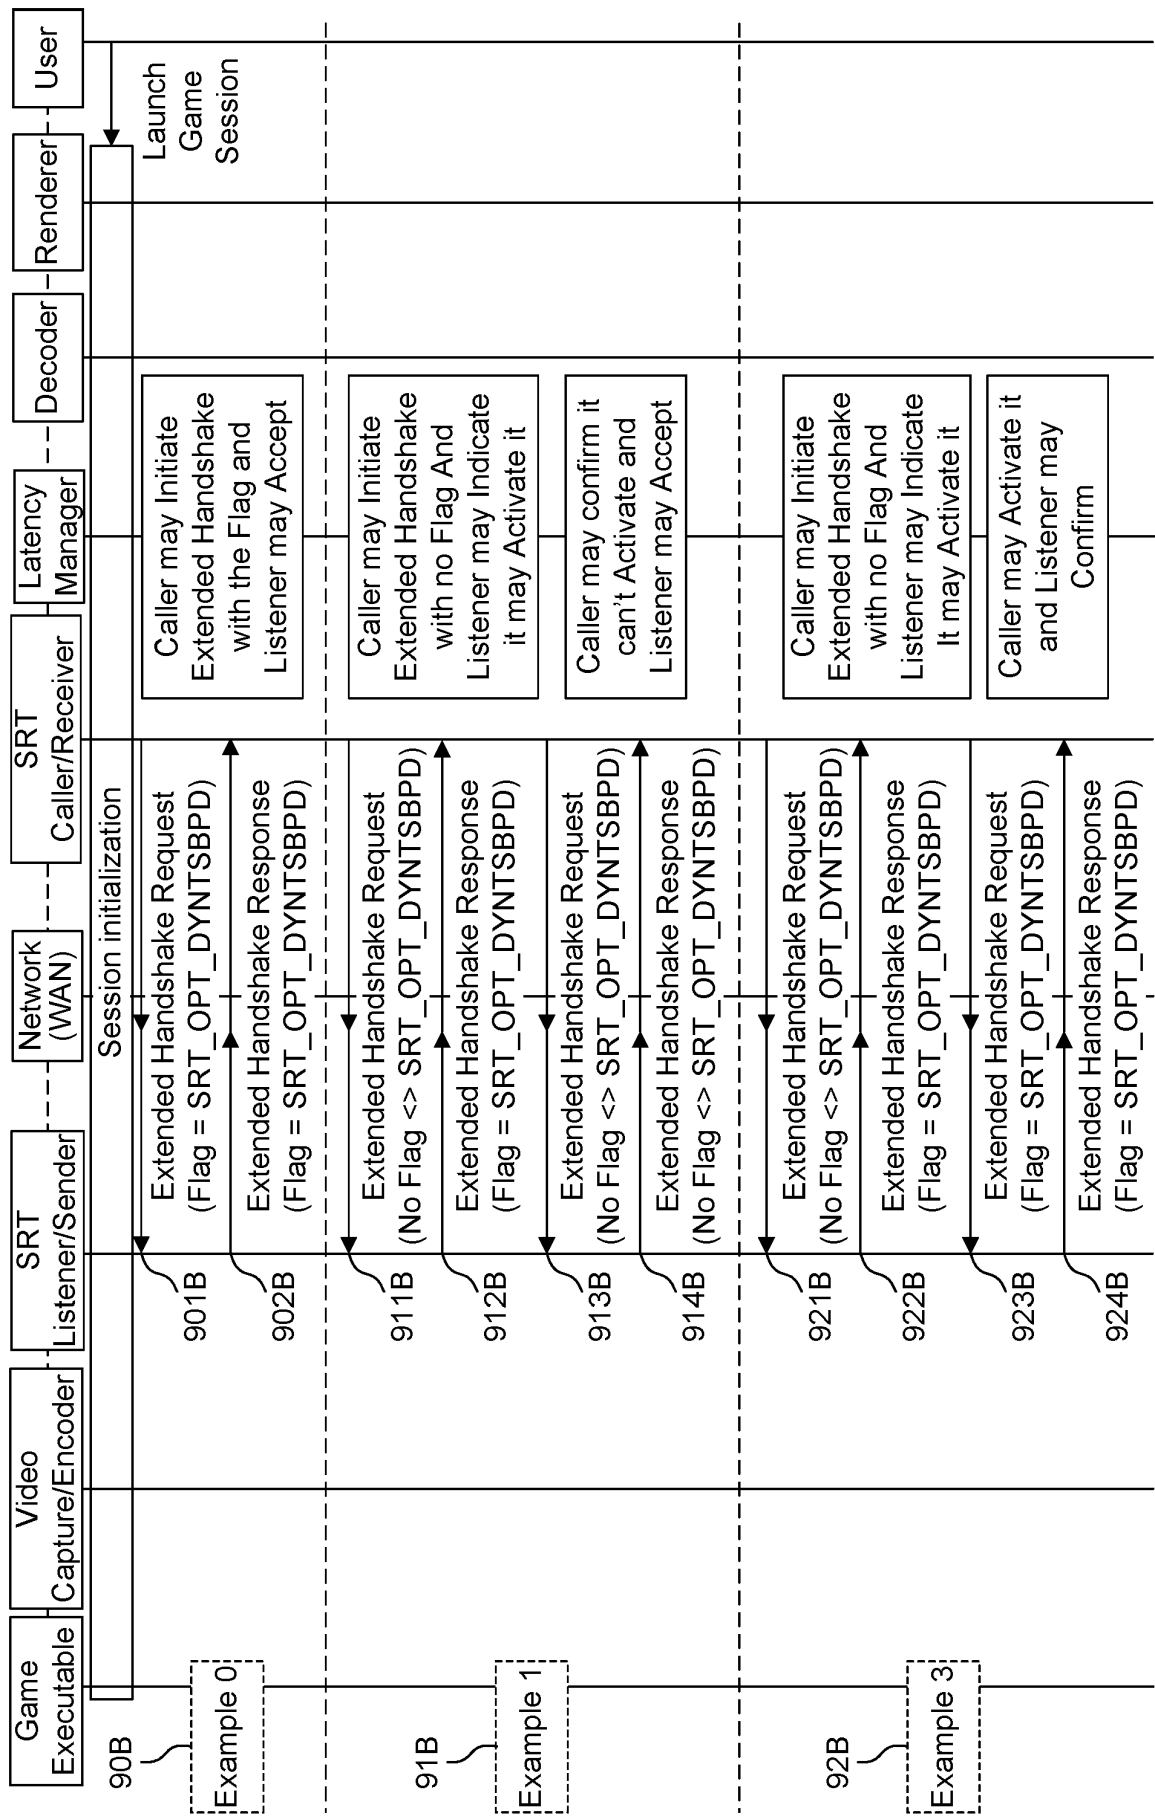 Game
Executable
Video
Capture/Encoder
SRT
Listener/Sender
Network
(WAN)
SRT
Caller/Receiver
Latency
Manager
Decoder
Renderer
User
Session initialization
Launch
Game
Session
90B
Example 0
901B
Extended Handshake Request
(Flag = SRT_OPT_DYNTSBPD)
902B
Extended Handshake Response
(Flag = SRT_OPT_DYNTSBPD)
Caller may Initiate
Extended Handshake
with the Flag and
Listener may Accept
91B
Example 1
911B
Extended Handshake Request
(No Flag <> SRT_OPT_DYNTSBPD)
912B
Extended Handshake Response
(Flag = SRT_OPT_DYNTSBPD)
Caller may Initiate
Extended Handshake
with no Flag And
Listener may Indicate
it may Activate it
913B
Extended Handshake Request
(No Flag <> SRT_OPT_DYNTSBPD)
914B
Extended Handshake Response
(No Flag <> SRT_OPT_DYNTSBPD)
Caller may confirm it
can't Activate and
Listener may Accept
92B
Example 3
921B
Extended Handshake Request
(No Flag <> SRT_OPT_DYNTSBPD)
922B
Extended Handshake Response
(Flag = SRT_OPT_DYNTSBPD)
Caller may Initiate
Extended Handshake
with no Flag And
Listener may Indicate
It may Activate it
923B
Extended Handshake Request
(Flag = SRT_OPT_DYNTSBPD)
924B
Extended Handshake Response
(Flag = SRT_OPT_DYNTSBPD)
Caller may Activate it
and Listener may
Confirm